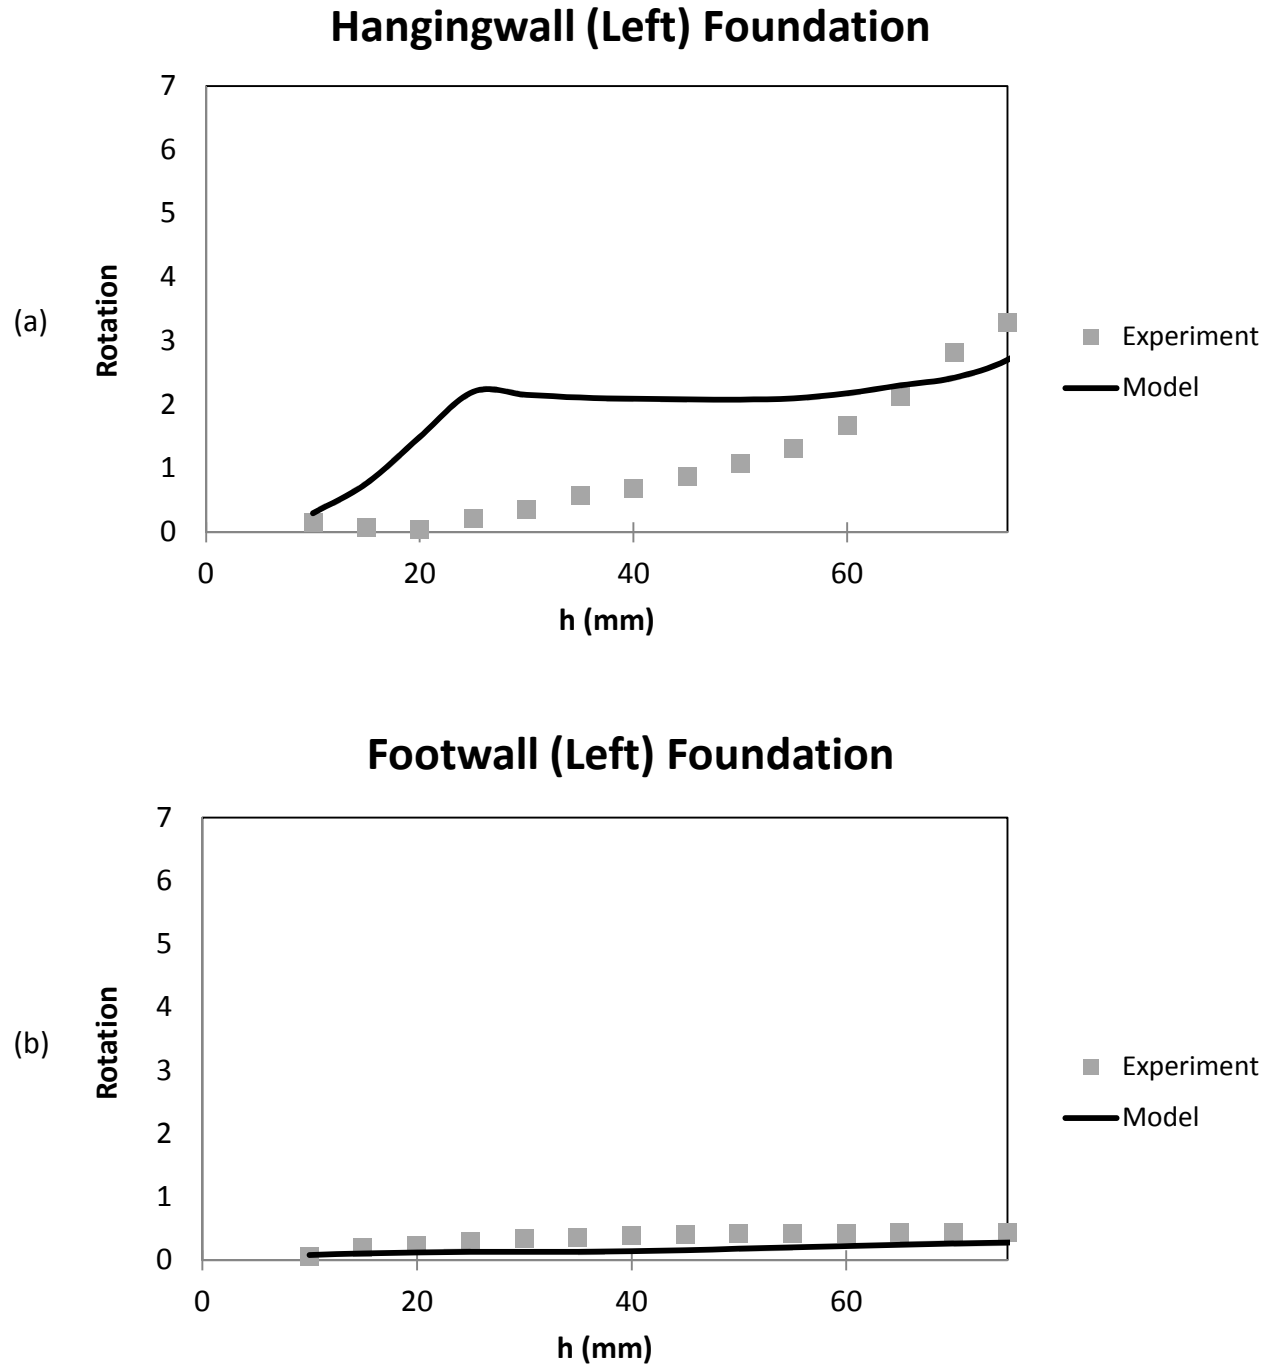 Hangingwall (Left) Foundation
7
6
5
4
3
2
1
0
0 20 40 60
Rotation
h (mm)
(a)
Experiment
Model
Footwall (Left) Foundation
7
6
5
4
3
2
1
0
0 20 40 60
Rotation
h (mm)
(b)
Experiment
Model